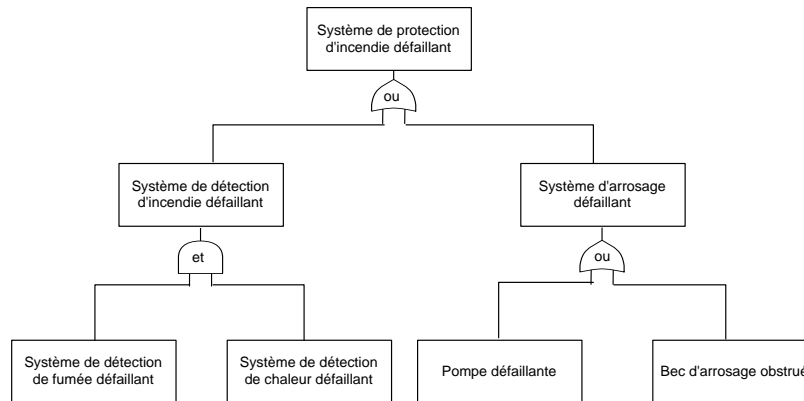 Système de protection
d'incendie défaillant
ou
Système de détection
d'incendie défaillant
Système d'arrosage
défaillant
et
ou
Système de détection
de fumée défaillant
Système de détection
de chaleur défaillant
Pompe défaillante
Bec d'arrosage obstrué